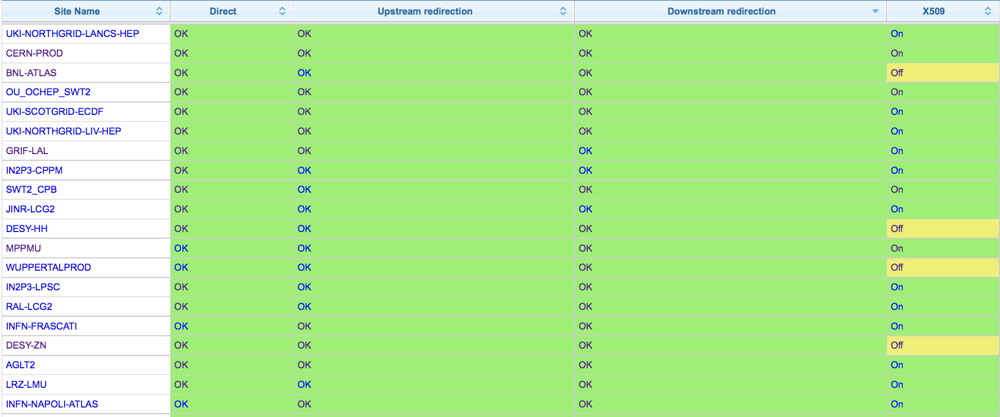 Site Name Direct Upstream redirection Downstream redirection X509
UKI-NORTHGRID-LANCS-HEP OK OK OK On
CERN-PROD OK OK OK On
BNL-ATLAS OK OK OK Off
OU_OCHEP_SWT2 OK OK OK On
UKI-SCOTGRID-ECDF OK OK OK On
UKI-NORTHGRID-LIV-HEP OK OK OK On
GRIF-LAL OK OK OK On
IN2P3-CPPM OK OK OK On
SWT2_CPB OK OK OK On
JINR-LCG2 OK OK OK On
DESY-HH OK OK OK Off
MPPMU OK OK OK On
WUPPERTALPROD OK OK OK Off
IN2P3-LPSC OK OK OK On
RAL-LCG2 OK OK OK On
INFN-FRASCATI OK OK OK On
DESY-ZN OK OK OK Off
AGLT2 OK OK OK On
LRZ-LMU OK OK OK On
INFN-NAPOLI-ATLAS OK OK OK On